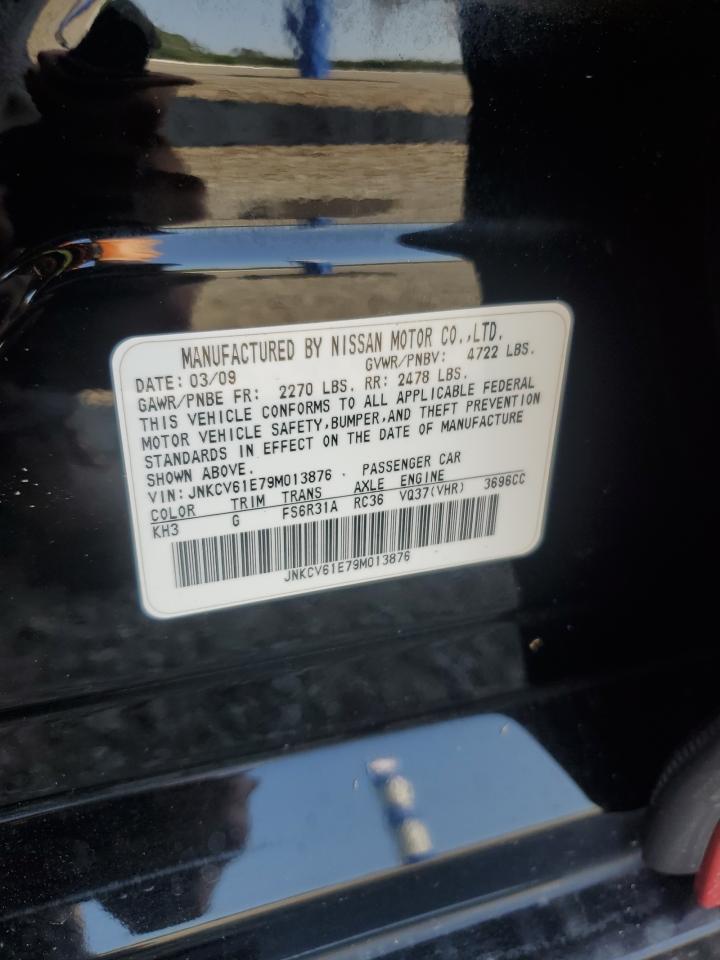 MANUFACTURED BY NISSAN MOTOR CO.,LTD.
DATE: 03/09 GVWR/PNBV: 4722 LBS.
GAWR/PNBE FR: 2270 LBS. RR: 2478 LBS.
THIS VEHICLE CONFORMS TO ALL APPLICABLE FEDERAL
MOTOR VEHICLE SAFETY,BUMPER,AND THEFT PREVENTION
STANDARDS IN EFFECT ON THE DATE OF MANUFACTURE
SHOWN ABOVE.
VIN: JNKCV61E79M013876 . PASSENGER CAR
COLOR TRIM TRANS AXLE ENGINE
KH3 G FS6R31A RC36 VQ37(VHR) 3696CC
JNKCV61E79M013876